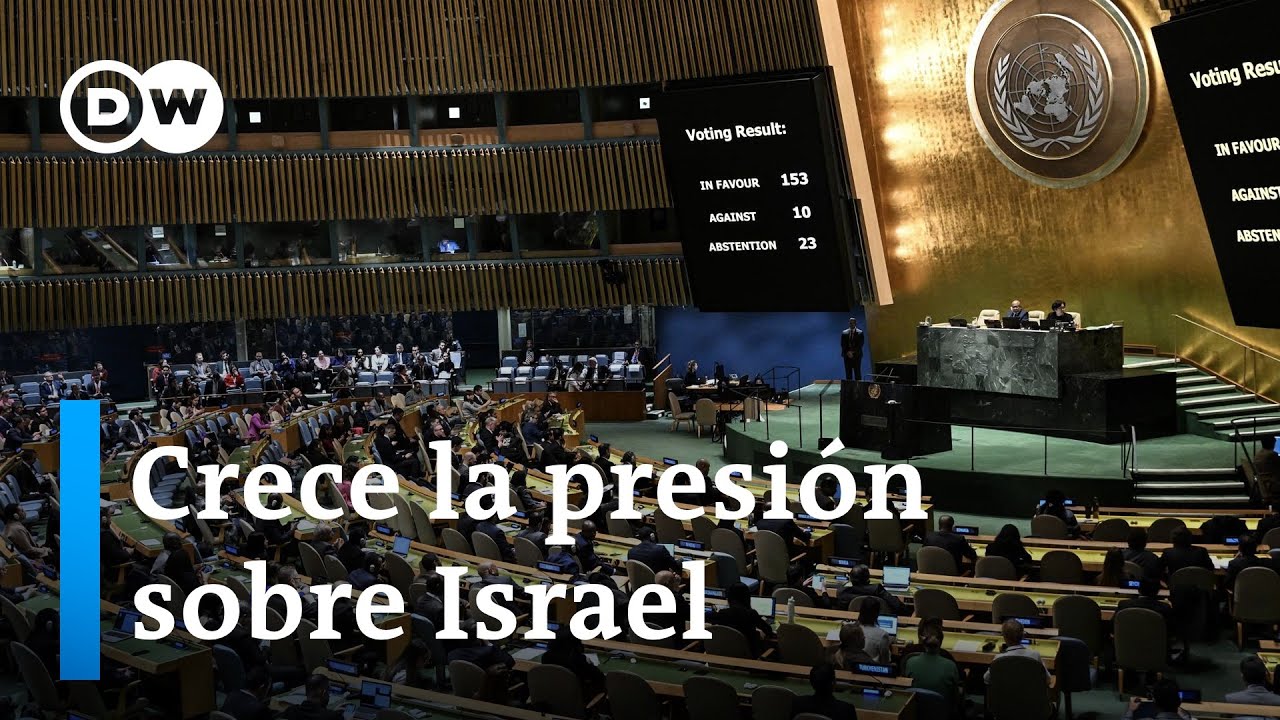 DW
Voting Result:
IN FAVOUR 153
AGAINST 10
ABSTENTION 23
Voting Resu
IN FAVOUR
AGAINST
ABSTEN
Crece la presión
sobre Israel